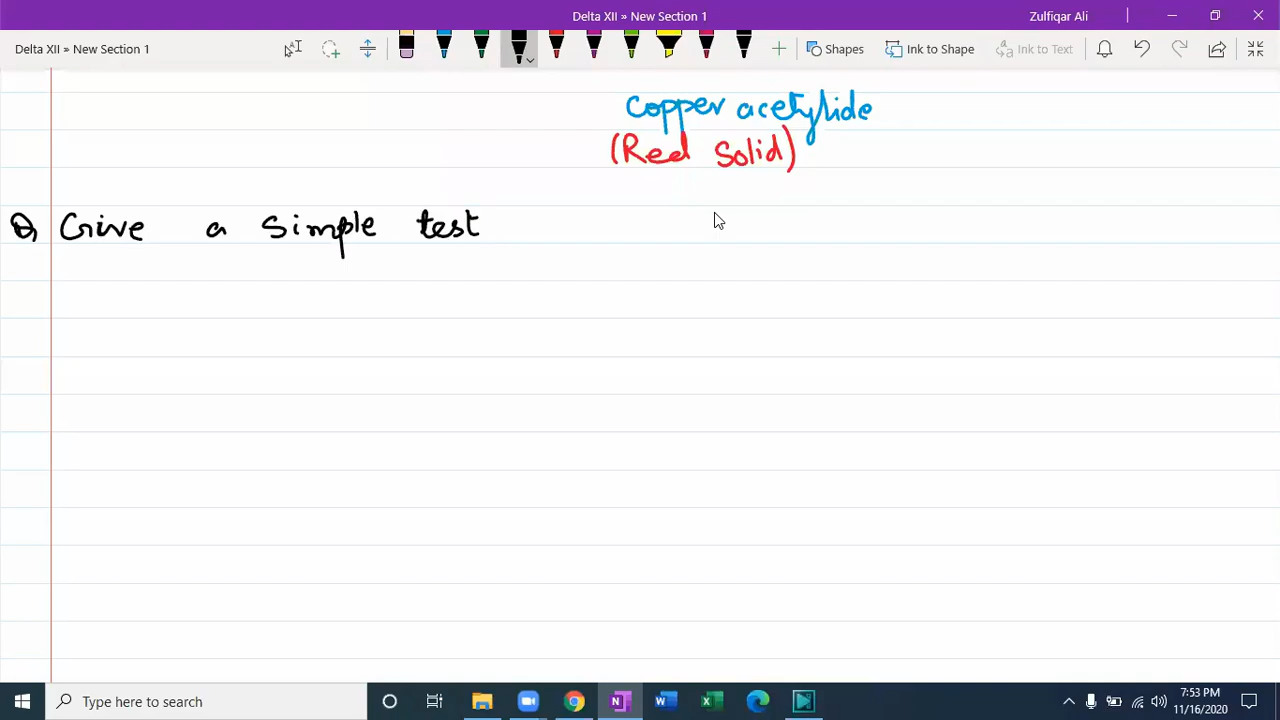 Delta XII » New Section 1
Zulfiqar Ali
Delta XII » New Section 1
Shapes
Ink to Shape
Ink to Text
Copper acetylide
(Red Solid)
Q Give a Simple test
Type here to search
7:53 PM
11/16/2020